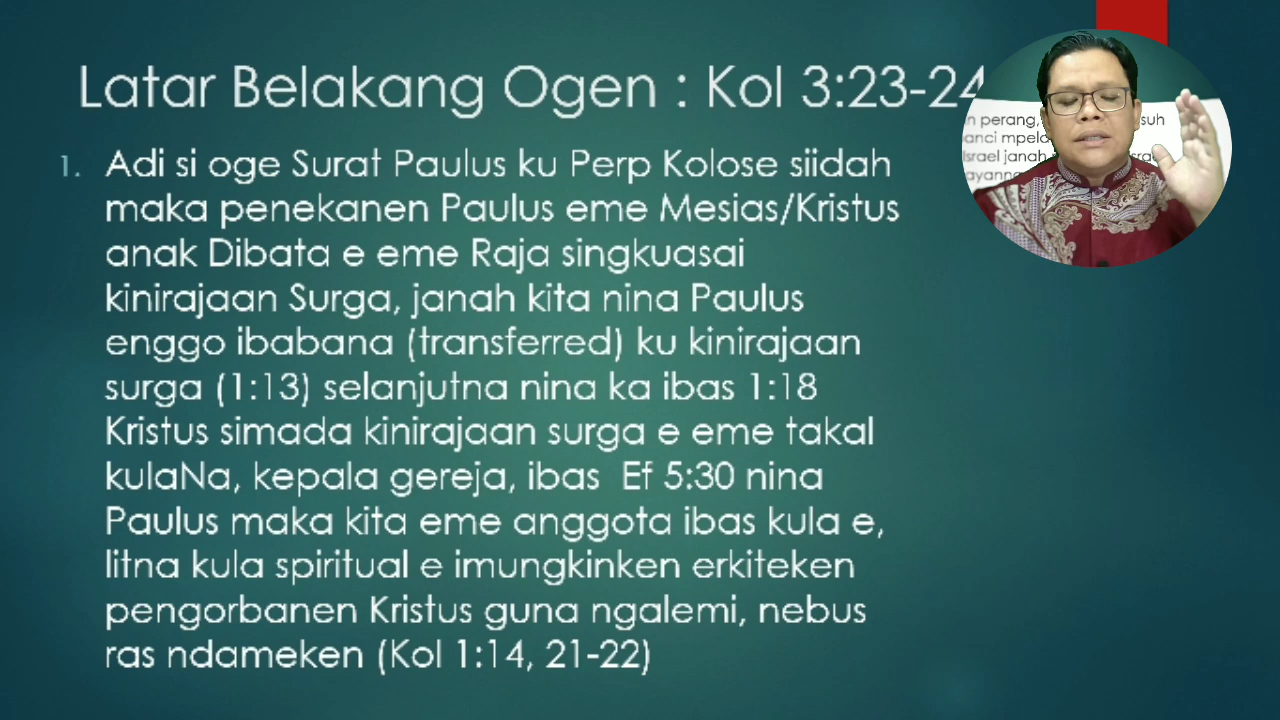 Latar Belakang Ogen : Kol 3:23-24
1. Adi si oge Surat Paulus ku Perp Kolose siidah
maka penekanen Paulus eme Mesias/Kristus
anak Dibata e eme Raja singkuasai
kinirajaan Surga, janah kita nina Paulus
enggo ibabana (transferred) ku kinirajaan
surga (1:13) selanjutna nina ka ibas 1:18
Kristus simada kinirajaan surga e eme takal
kulaNa, kepala gereja, ibas Ef 5:30 nina
Paulus maka kita eme anggota ibas kula e,
litna kula spiritual e imungkinken erkiteken
pengorbanen Kristus guna ngalemi, nebus
ras ndameken (Kol 1:14, 21-22)
perang,
janah